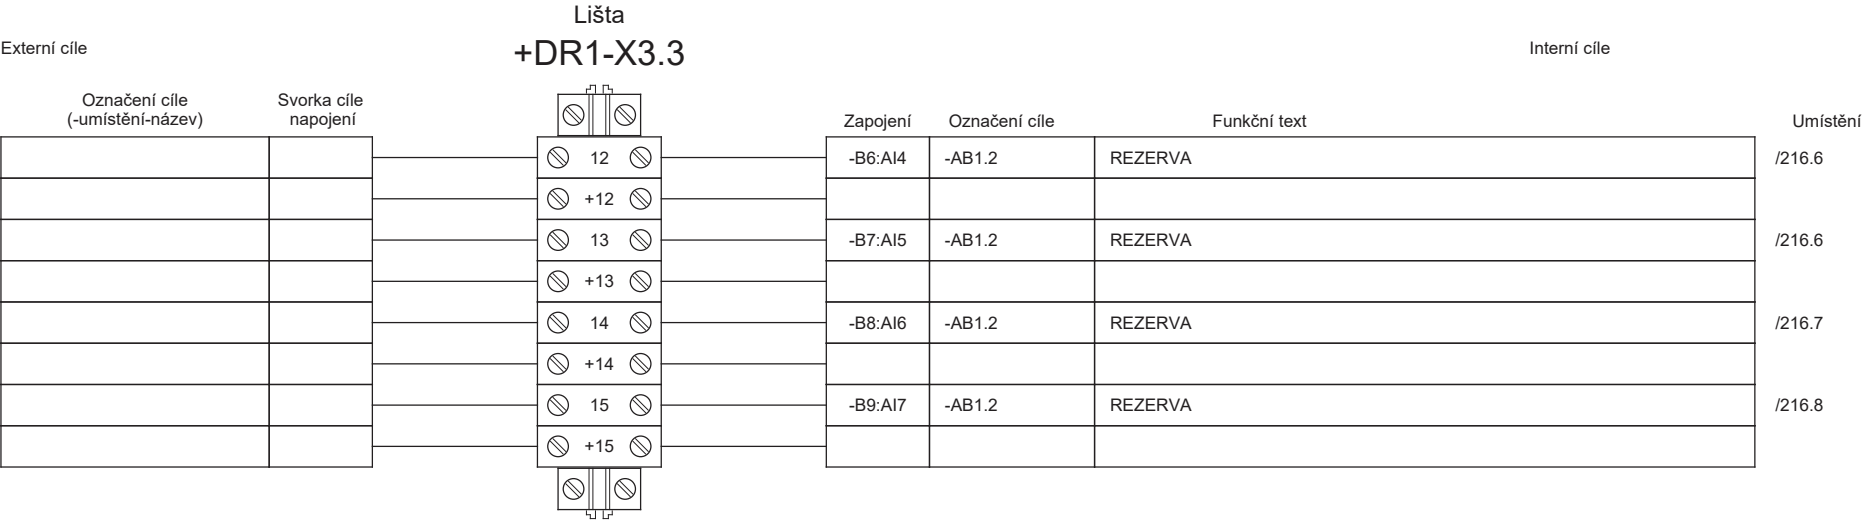 Lišta
Externí cíle +DR1-X3.3 Interní cíle
Označení cíle
(-umístění-název)
Svorka cíle
napojení
Zapojení Označení cíle Funkční text Umístění
12 -B6:AI4 -AB1.2 REZERVA /216.6
+12
13 -B7:AI5 -AB1.2 REZERVA /216.6
+13
14 -B8:AI6 -AB1.2 REZERVA /216.7
+14
15 -B9:AI7 -AB1.2 REZERVA /216.8
+15